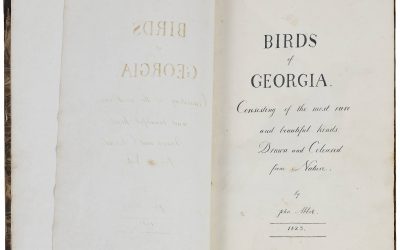 BIRDS
of
GEORGIA.
Consisting of the most rare
and beautiful kinds
Drawn and Coloured
from Nature.
by
John Abbot.
1823.